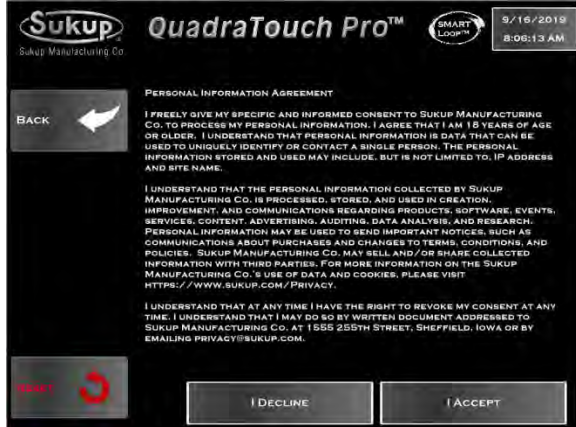 Sukup
Sukup Manufacturing Co.
QuadraTouch Pro™
SMART
LOOP™
9/16/2019
8:06:13 AM
BACK
PERSONAL INFORMATION AGREEMENT
I FREELY GIVE MY SPECIFIC AND INFORMED CONSENT TO SUKUP MANUFACTURING
CO. TO PROCESS MY PERSONAL INFORMATION. I AGREE THAT I AM 18 YEARS OF AGE
OR OLDER. I UNDERSTAND THAT PERSONAL INFORMATION IS DATA THAT CAN BE
USED TO UNIQUELY IDENTIFY OR CONTACT A SINGLE PERSON. THE PERSONAL
INFORMATION STORED AND USED MAY INCLUDE, BUT IS NOT LIMITED TO, IP ADDRESS
AND SITE NAME.
I UNDERSTAND THAT THE PERSONAL INFORMATION COLLECTED BY SUKUP
MANUFACTURING CO. IS PROCESSED, STORED, AND USED IN CREATION,
IMPROVEMENT, AND COMMUNICATIONS REGARDING PRODUCTS, SOFTWARE, EVENTS,
SERVICES, CONTENT, ADVERTISING, AUDITING, DATA ANALYSIS, AND RESEARCH.
PERSONAL INFORMATION MAY BE USED TO SEND IMPORTANT NOTICES, SUCH AS
COMMUNICATIONS ABOUT PURCHASES AND CHANGES TO TERMS, CONDITIONS, AND
POLICIES. SUKUP MANUFACTURING CO. MAY SELL AND/OR SHARE COLLECTED
INFORMATION WITH THIRD PARTIES. FOR MORE INFORMATION ON THE SUKUP
MANUFACTURING CO.'S USE OF DATA AND COOKIES, PLEASE VISIT
HTTPS://WWW.SUKUP.COM/PRIVACY.
I UNDERSTAND THAT AT ANY TIME I HAVE THE RIGHT TO REVOKE MY CONSENT AT ANY
TIME. I UNDERSTAND THAT I MAY DO SO BY WRITTEN DOCUMENT ADDRESSED TO
SUKUP MANUFACTURING CO. AT 1555 255TH STREET, SHEFFIELD, IOWA OR BY
EMAILING PRIVACY@SUKUP.COM.
RESET
I DECLINE
I ACCEPT